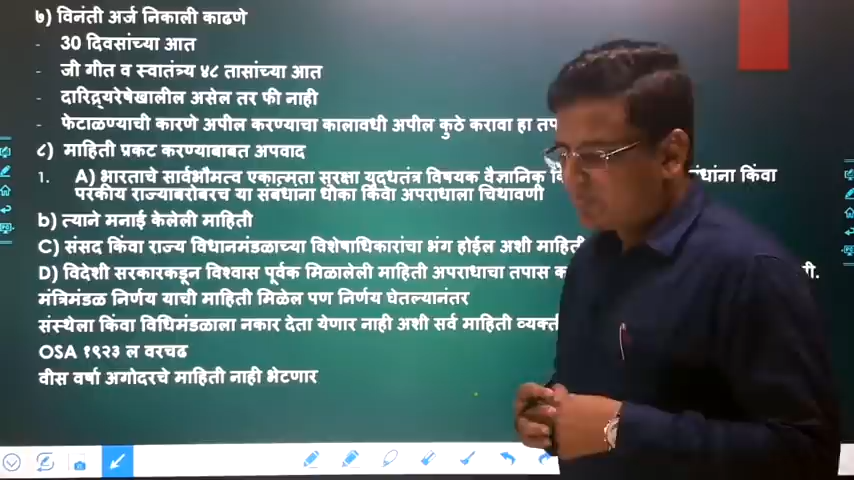 ७) विनंती अर्ज निकाली काढणे
- 30 दिवसांच्या आत
- जी गीत व स्वातंत्र्य ४८ तासांच्या आत
- दारिद्र्यरेषेखालील असेल तर फी नाही
- फेटाळण्याची कारणे अपील करण्याचा कालावधी अपील कुठे करावा हा
८) माहिती प्रकट करण्याबाबत अपवाद
1. A) भारताचे सार्वभौमत्व एकात्मता सुरक्षा युद्धतंत्र विषयक वैज्ञानिक किंवा
परकीय राज्याबरोबरच या संबंधांना धोका किंवा अपराधाला चिथावणी
b) त्याने मनाई केलेली माहिती
C) संसद किंवा राज्य विधानमंडळाच्या विशेषाधिकारांचा भंग होईल अशी माहिती
D) विदेशी सरकारकडून विश्वास पूर्वक मिळालेली माहिती अपराधाचा तपास
मंत्रिमंडळ निर्णय याची माहिती मिळेल पण निर्णय घेतल्यानंतर
संस्थेला किंवा विधिमंडळाला नकार देता येणार नाही अशी सर्व माहिती
OSA १९२३ ल वरचढ
वीस वर्षा अगोदरचे माहिती नाही भेटणार